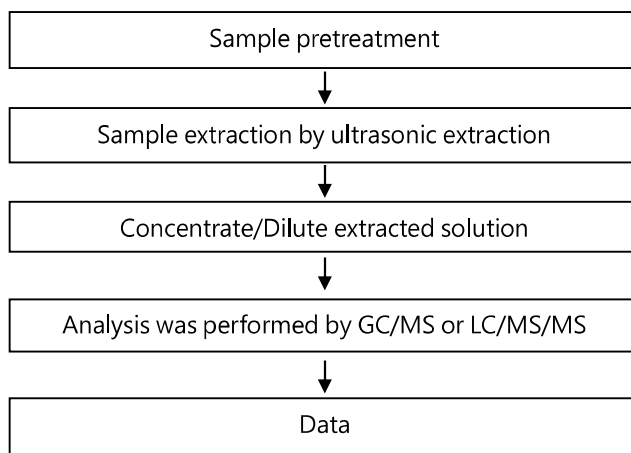 Sample pretreatment
Sample extraction by ultrasonic extraction
Concentrate/Dilute extracted solution
Analysis was performed by GC/MS or LC/MS/MS
Data